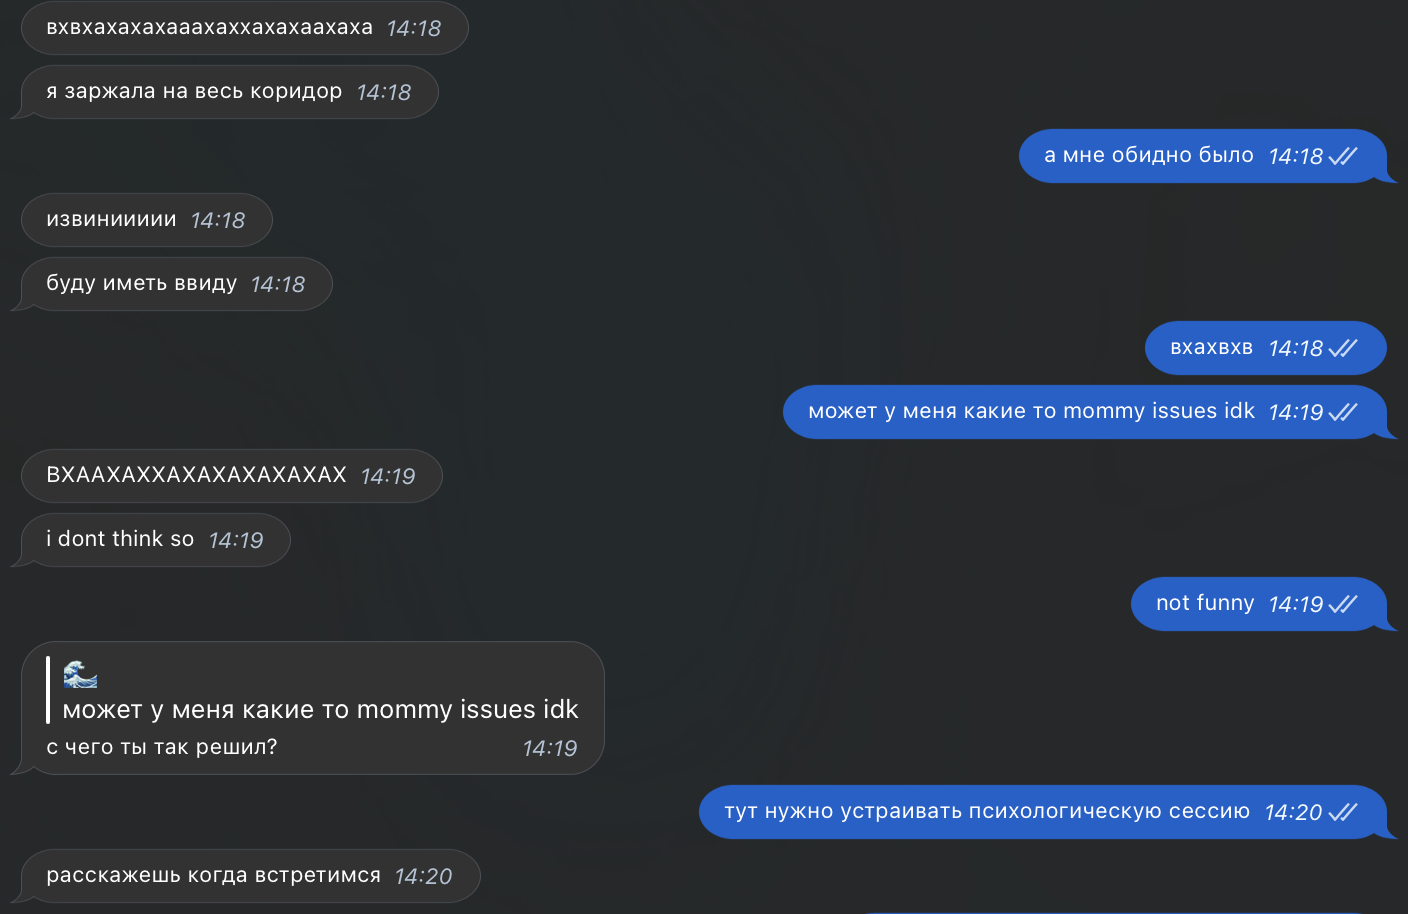 вхвхахахахааахаххахахаахаха 14:18
я заржала на весь коридор 14:18
а мне обидно было 14:18
извиниииии 14:18
буду иметь ввиду 14:18
вхахвхв 14:18
может у меня какие то mommy issues idk 14:19
ВХААХАХХАХАХАХАХАХАХ 14:19
i dont think so 14:19
not funny 14:19
может у меня какие то mommy issues idk
с чего ты так решил? 14:19
тут нужно устраивать психологическую сессию 14:20
расскажешь когда встретимся 14:20